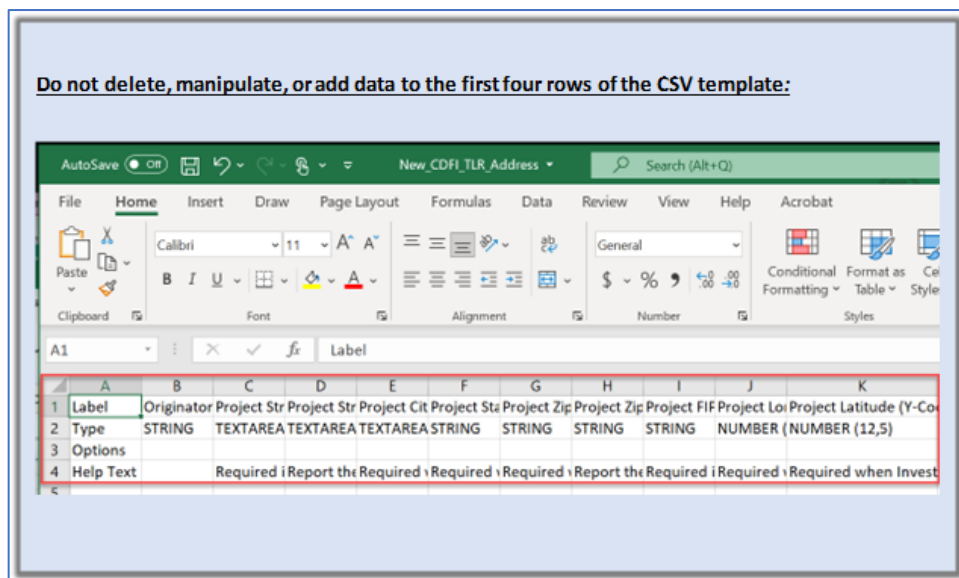 Do not delete, manipulate, or add data to the first four rows of the CSV template:
AutoSave Off New_CDFI_TLR_Address Search (Alt+Q)
File Home Insert Draw Page Layout Formulas Data Review View Help Acrobat
Calibri 11 A A ab General
Paste B I U A $ % Conditional Format as Ce
Formatting Table Style
Clipboard Font Alignment Number Styles
A1 fx Label
A B C D E F G H I J K
1 Label Originator Project Str Project Str Project Cit Project Sta Project Zip Project Zip Project FIF Project Lon Project Latitude (Y-Coo
2 Type STRING TEXTAREA TEXTAREA TEXTAREA STRING STRING STRING STRING NUMBER ( NUMBER (12,5)
3 Options
4 Help Text Required i Report the Required v Required v Required v Report the Required i Required v Required when Invest
5